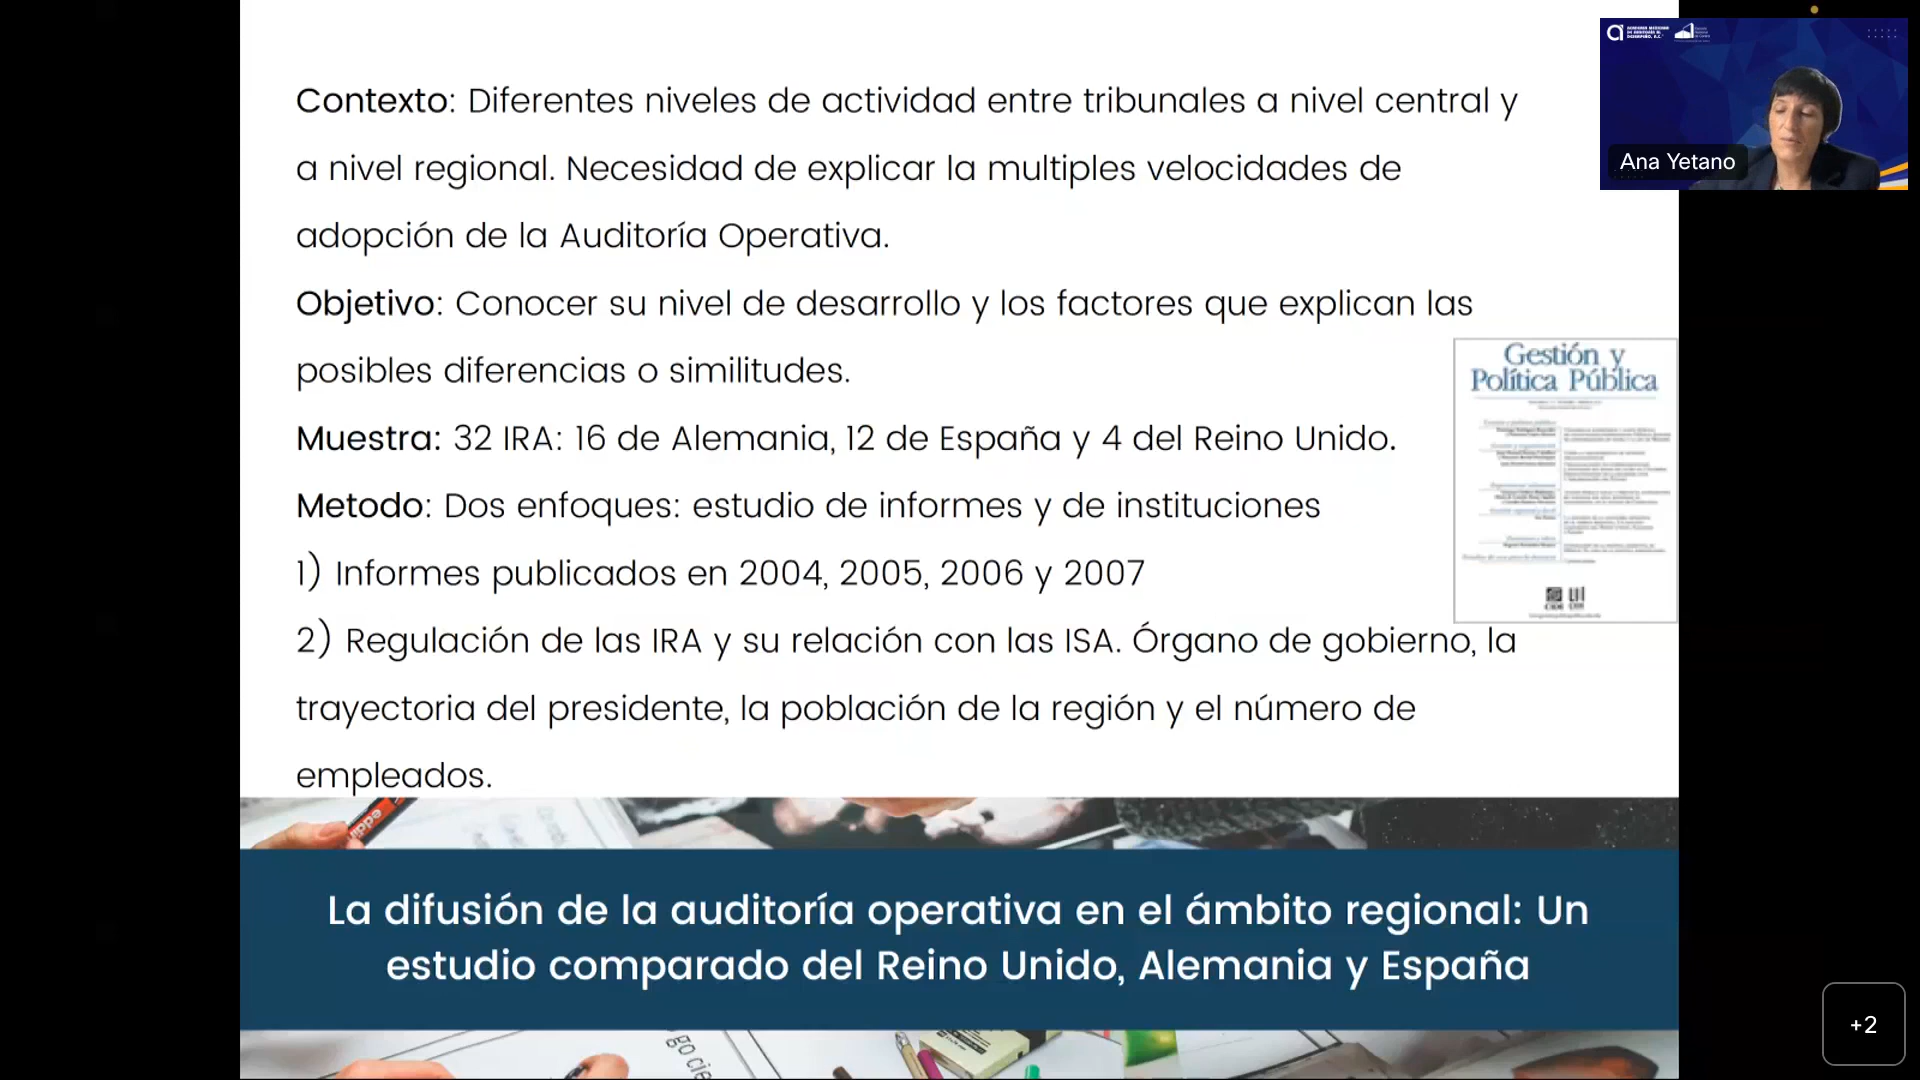 Contexto: Diferentes niveles de actividad entre tribunales a nivel central y
a nivel regional. Necesidad de explicar la multiples velocidades de
adopción de la Auditoría Operativa.
Objetivo: Conocer su nivel de desarrollo y los factores que explican las
posibles diferencias o similitudes.
Muestra: 32 IRA: 16 de Alemania, 12 de España y 4 del Reino Unido.
Metodo: Dos enfoques: estudio de informes y de instituciones
1) Informes publicados en 2004, 2005, 2006 y 2007
2) Regulación de las IRA y su relación con las ISA. Órgano de gobierno, la
trayectoria del presidente, la población de la región y el número de
empleados.
Gestión y
Política Pública
CIDE
edding
La difusión de la auditoría operativa en el ámbito regional: Un
estudio comparado del Reino Unido, Alemania y España
Ana Yetano
+2